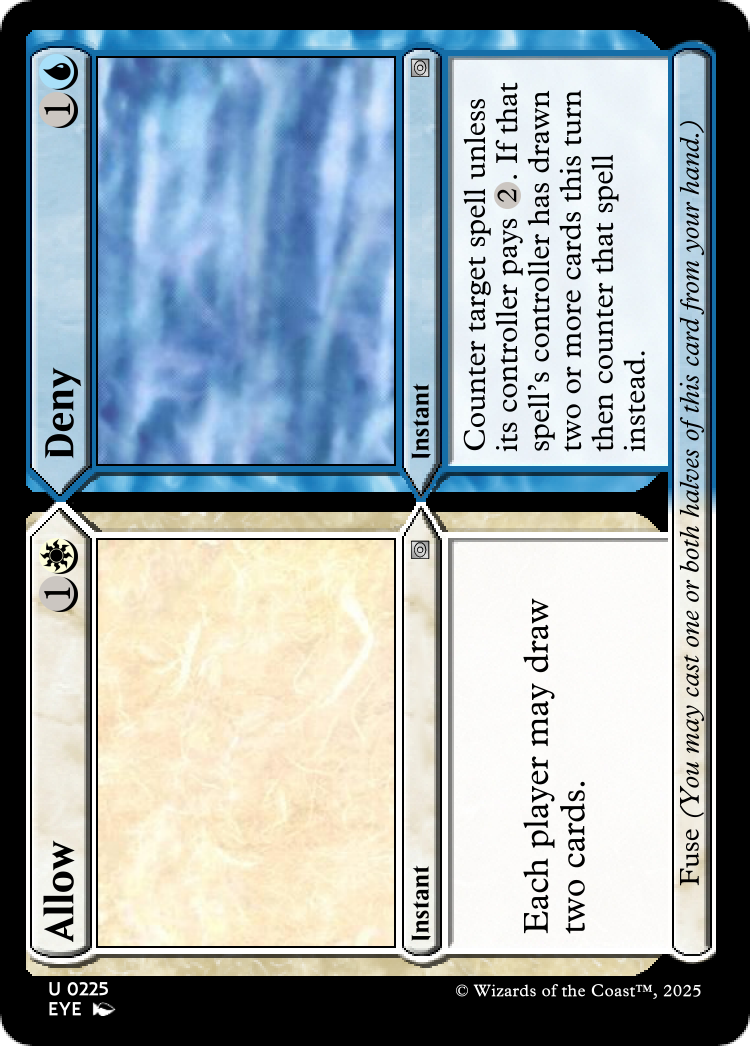 Allow 1
Instant
Each player may draw
two cards.
Deny 1
Instant
Counter target spell unless
its controller pays 2 . If that
spell's controller has drawn
two or more cards this turn
then counter that spell
instead.
Fuse (You may cast one or both halves of this card from your hand.)
U 0225
EYE
© Wizards of the Coast™, 2025